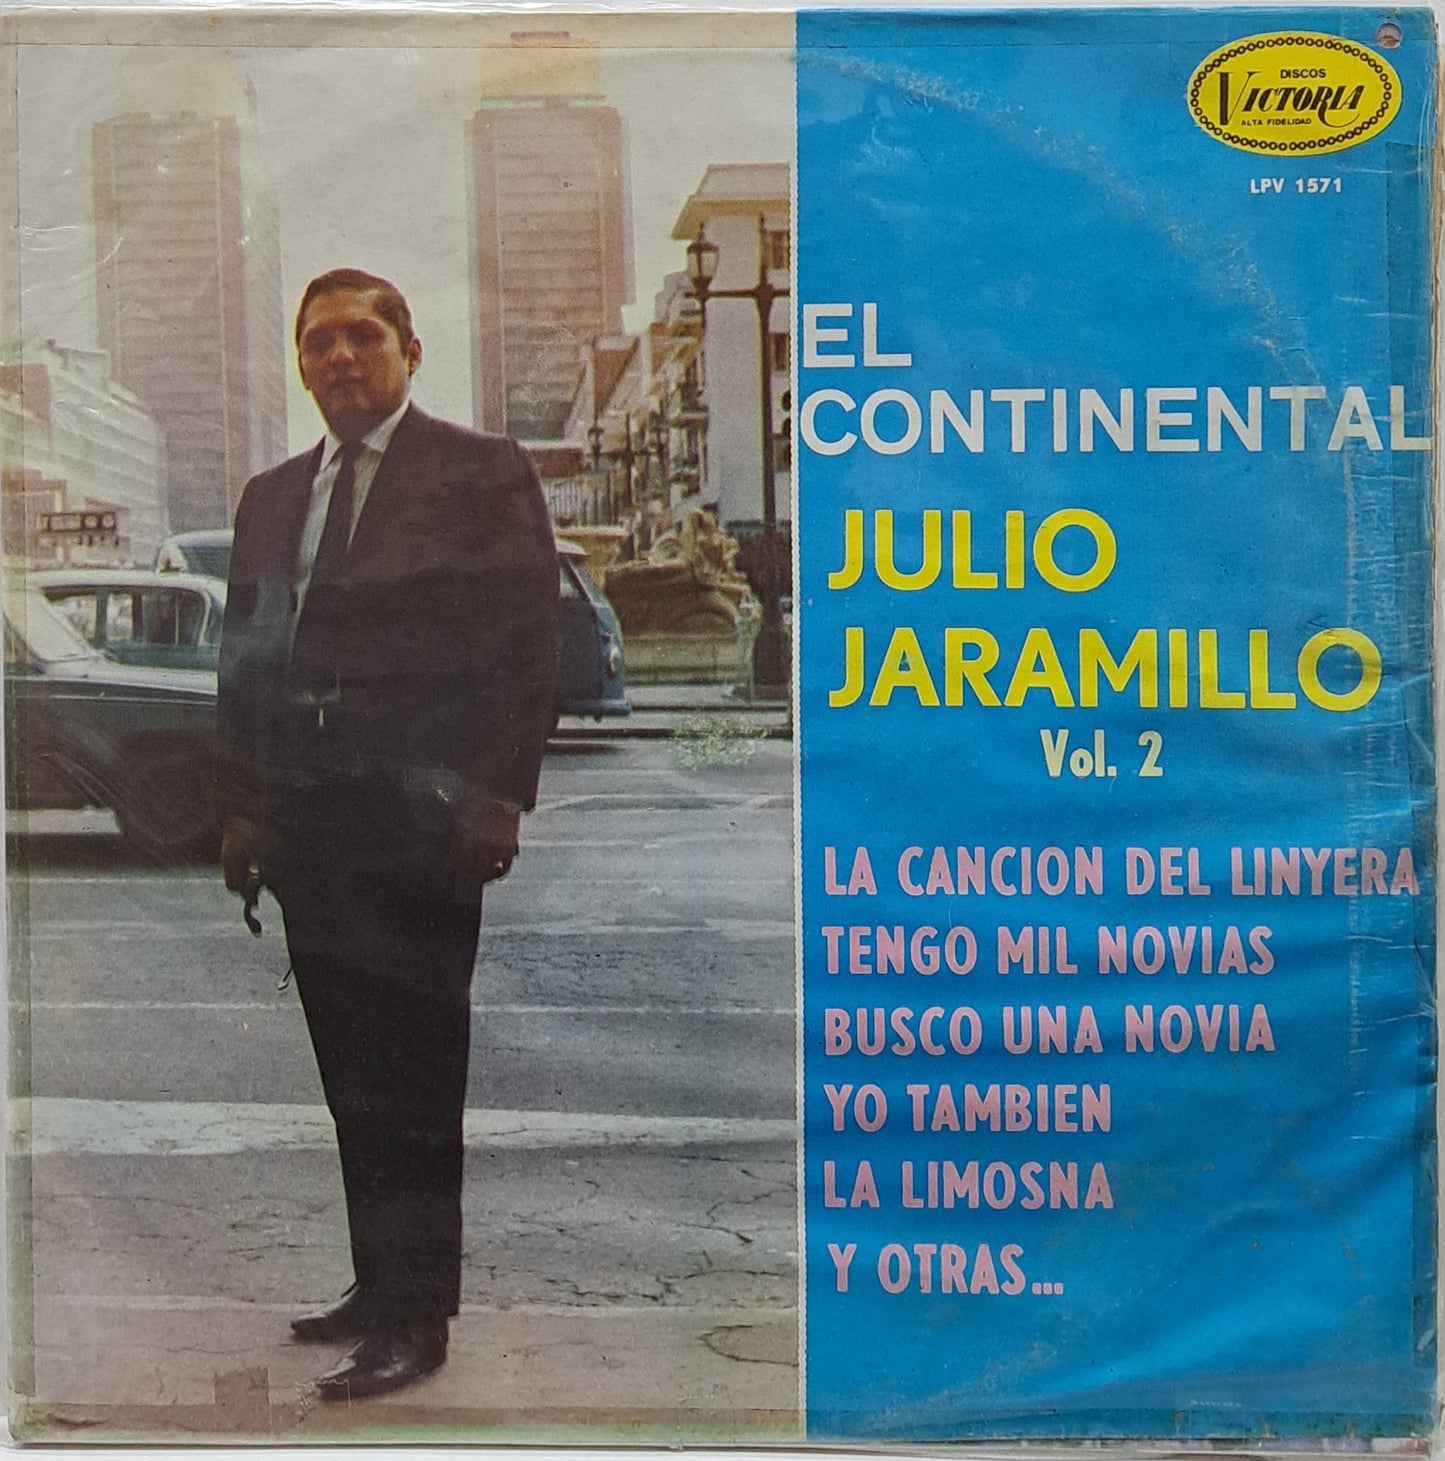 DISCOS
VICTORIA
ALTA FIDELIDAD
LPV 1571
EL
CONTINENTAL
JULIO
JARAMILLO
Vol. 2
LA CANCION DEL LINYERA
TENGO MIL NOVIAS
BUSCO UNA NOVIA
YO TAMBIEN
LA LIMOSNA
Y OTRAS...